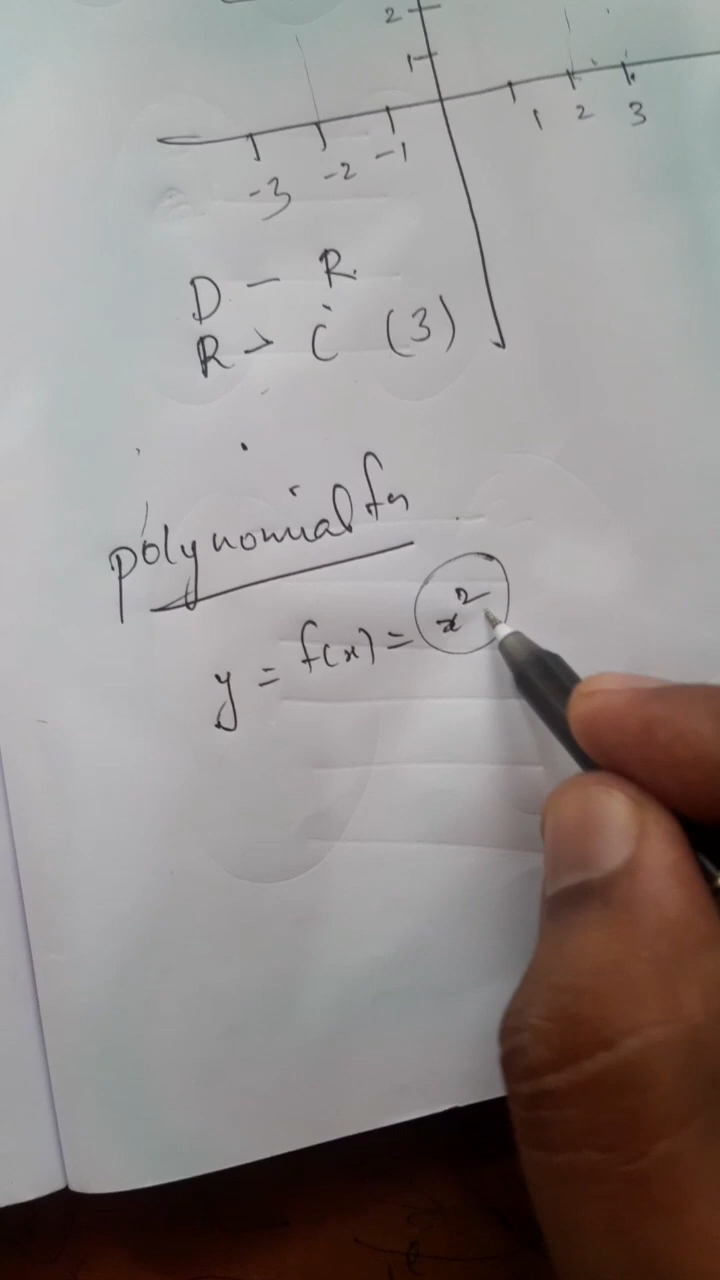 2
1
-3 -2 -1 1 2 3
D - R
R → C (3)
polynomial fn
y = f(x) = x²